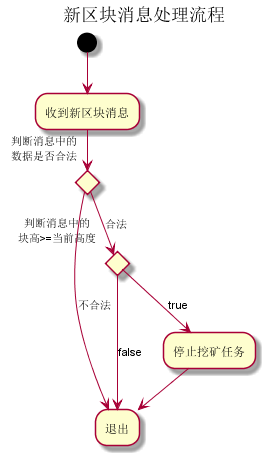 新区块消息处理流程
收到新区块消息
判断消息中的
数据是否合法
判断消息中的
块高>=当前高度
合法
不合法
true
false
停止挖矿任务
退出